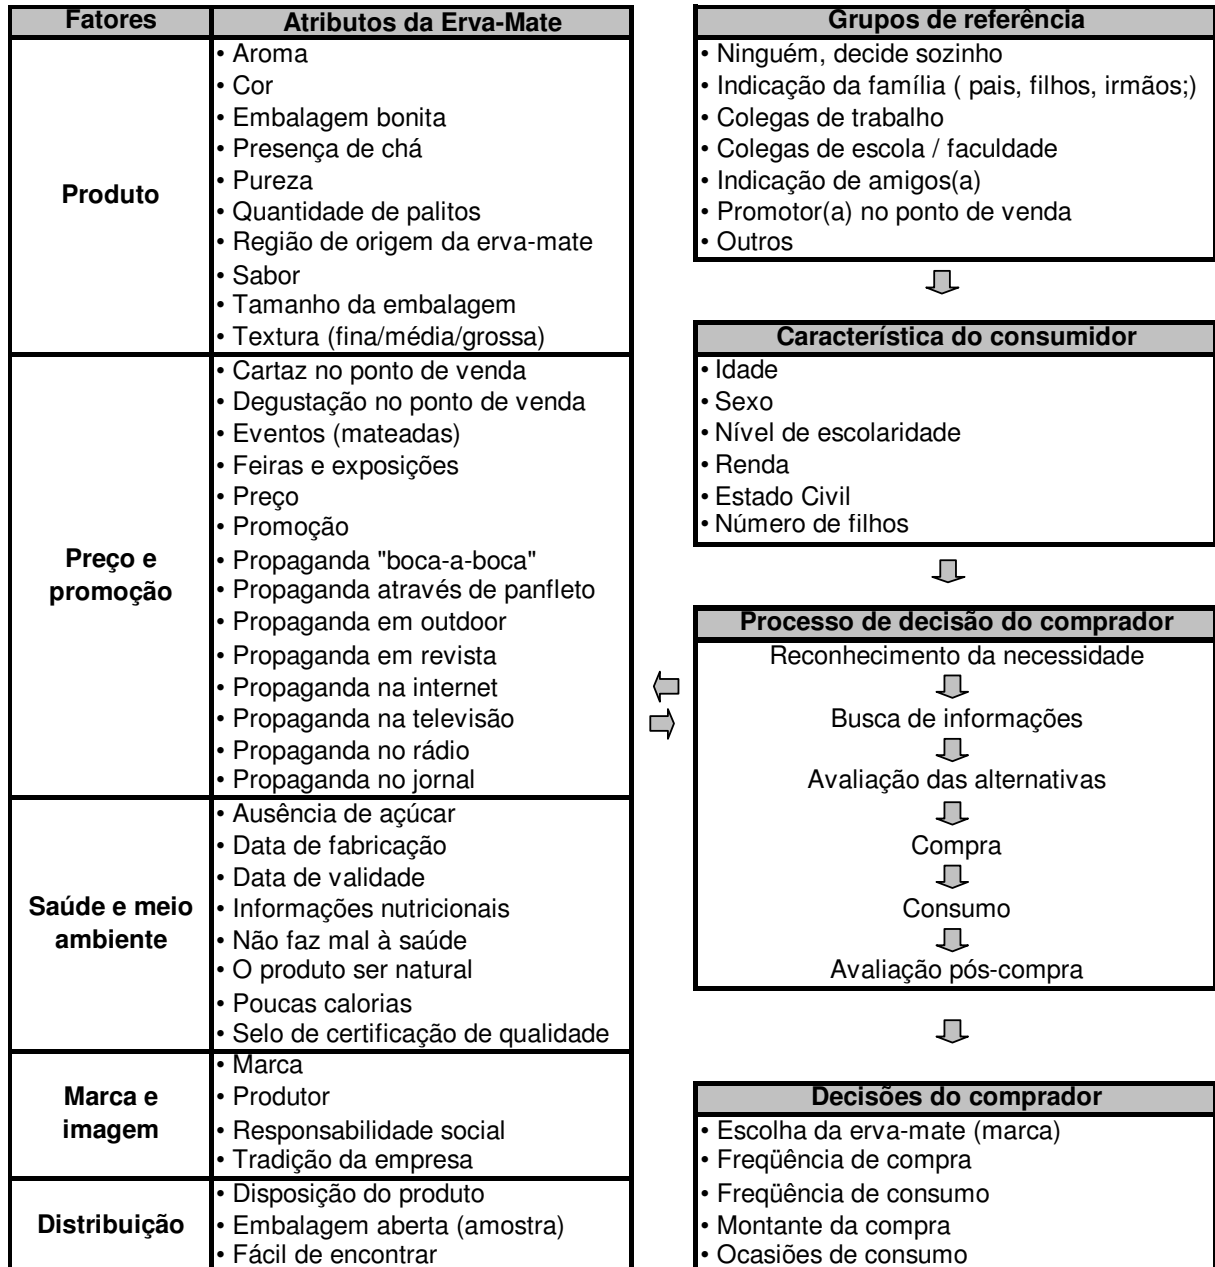 Fatores
Atributos da Erva-Mate
Produto
• Aroma
• Cor
• Embalagem bonita
• Presença de chá
• Pureza
• Quantidade de palitos
• Região de origem da erva-mate
• Sabor
• Tamanho da embalagem
• Textura (fina/média/grossa)
Preço e
promoção
• Cartaz no ponto de venda
• Degustação no ponto de venda
• Eventos (mateadas)
• Feiras e exposições
• Preço
• Promoção
• Propaganda "boca-a-boca"
• Propaganda através de panfleto
• Propaganda em outdoor
• Propaganda em revista
• Propaganda na internet
• Propaganda na televisão
• Propaganda no rádio
• Propaganda no jornal
Saúde e meio
ambiente
• Ausência de açúcar
• Data de fabricação
• Data de validade
• Informações nutricionais
• Não faz mal à saúde
• O produto ser natural
• Poucas calorias
• Selo de certificação de qualidade
Marca e
imagem
• Marca
• Produtor
• Responsabilidade social
• Tradição da empresa
Distribuição
• Disposição do produto
• Embalagem aberta (amostra)
• Fácil de encontrar
Grupos de referência
• Ninguém, decide sozinho
• Indicação da família ( pais, filhos, irmãos;)
• Colegas de trabalho
• Colegas de escola / faculdade
• Indicação de amigos(a)
• Promotor(a) no ponto de venda
• Outros
Característica do consumidor
• Idade
• Sexo
• Nível de escolaridade
• Renda
• Estado Civil
• Número de filhos
Processo de decisão do comprador
Reconhecimento da necessidade
Busca de informações
Avaliação das alternativas
Compra
Consumo
Avaliação pós-compra
Decisões do comprador
• Escolha da erva-mate (marca)
• Freqüência de compra
• Freqüência de consumo
• Montante da compra
• Ocasiões de consumo